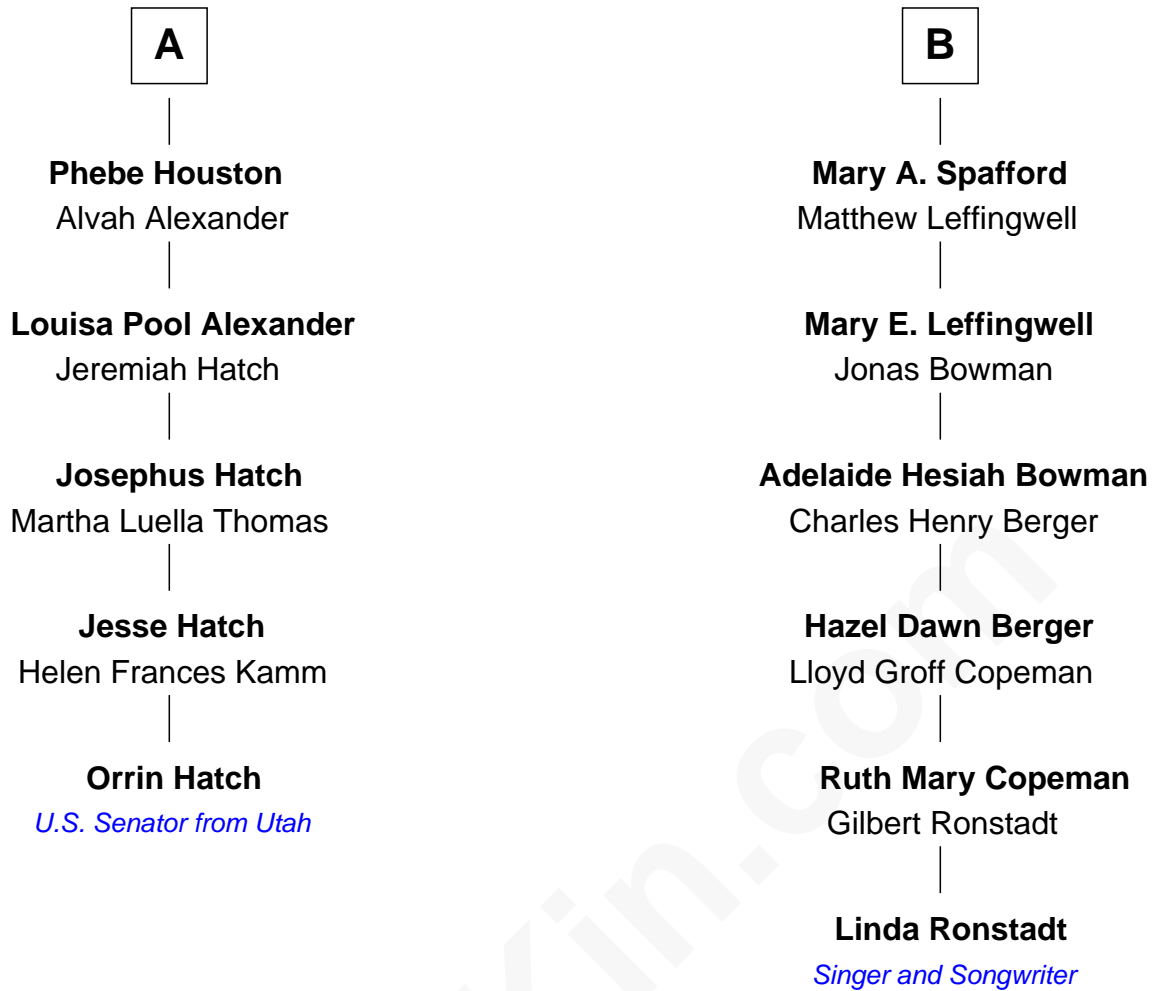 A
Phebe Houston
Alvah Alexander
Louisa Pool Alexander
Jeremiah Hatch
Josephus Hatch
Martha Luella Thomas
Jesse Hatch
Helen Frances Kamm
Orrin Hatch
U.S. Senator from Utah
B
Mary A. Spafford
Matthew Leffingwell
Mary E. Leffingwell
Jonas Bowman
Adelaide Hesiah Bowman
Charles Henry Berger
Hazel Dawn Berger
Lloyd Groff Copeman
Ruth Mary Copeman
Gilbert Ronstadt
Linda Ronstadt
Singer and Songwriter